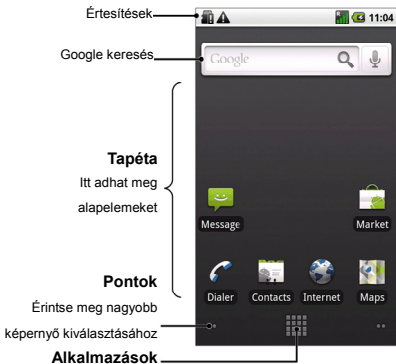 Értesítések
11:04
Google keresés
Google
Tapéta
Itt adhat meg
alapelemeket
Message
Market
Pontok
Dialer
Contacts
Internet
Maps
Érintse meg nagyobb
képernyő kiválasztásához
Alkalmazások